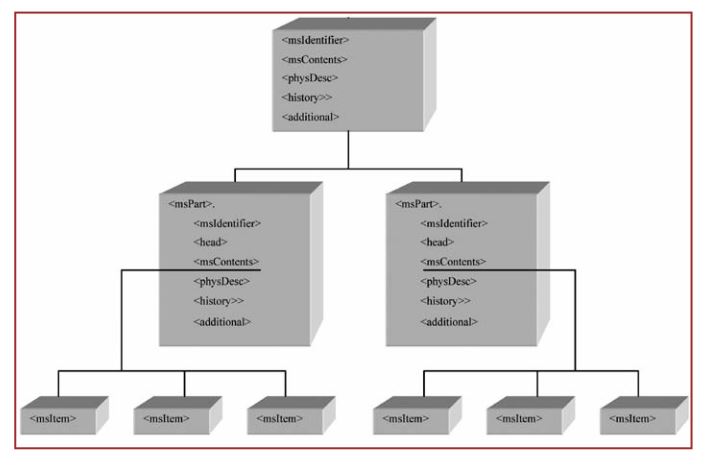 <msIdentifier>
<msContents>
<physDesc>
<history>>
<additional>
<msPart>.
<msIdentifier>
<head>
<msContents>
<physDesc>
<history>>
<additional>
<msPart>.
<msIdentifier>
<head>
<msContents>
<physDesc>
<history>>
<additional>
<msItem>
<msItem>
<msItem>
<msItem>
<msItem>
<msItem>